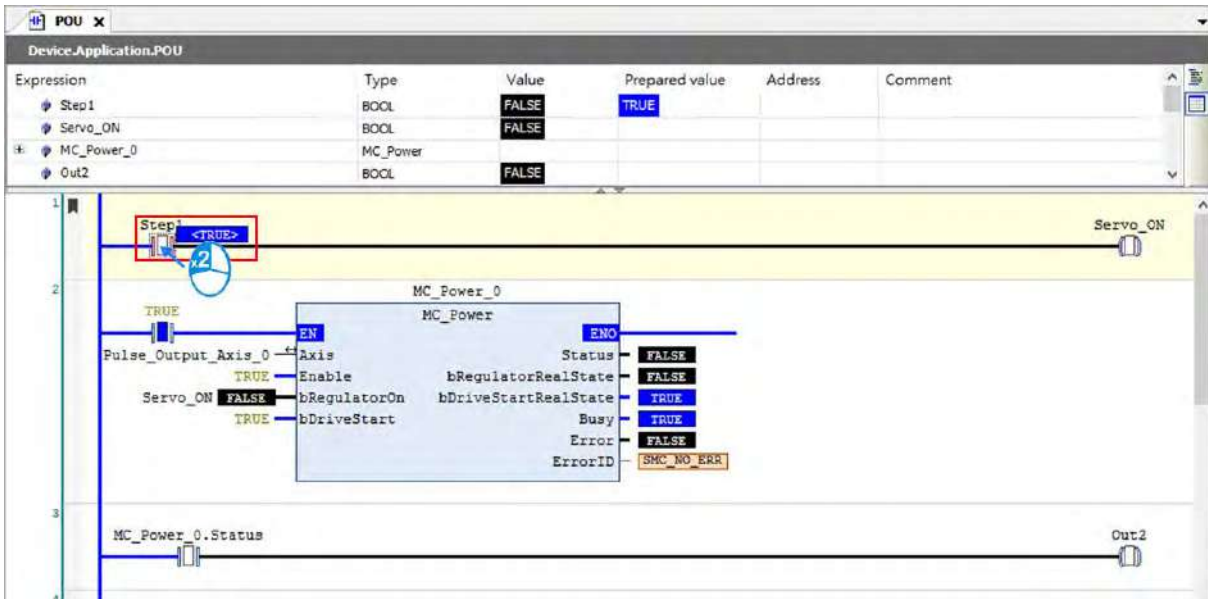 POU X
Device.Application.POU
Expression Type Value Prepared value Address Comment
Step1 BOOL FALSE TRUE
Servo_ON BOOL FALSE
MC_Power_0 MC_Power
Out2 BOOL FALSE
1
Step1 <TRUE> Servo_ON
x2
2
MC_Power_0
TRUE MC_Power
EN ENO
Pulse_Output_Axis_0 Axis Status FALSE
TRUE Enable bRegulatorRealState FALSE
Servo_ON FALSE bRegulatorOn bDriveStartRealState TRUE
TRUE bDriveStart Busy TRUE
Error FALSE
ErrorID SMC_NO_ERR
3
MC_Power_0.Status Out2
4